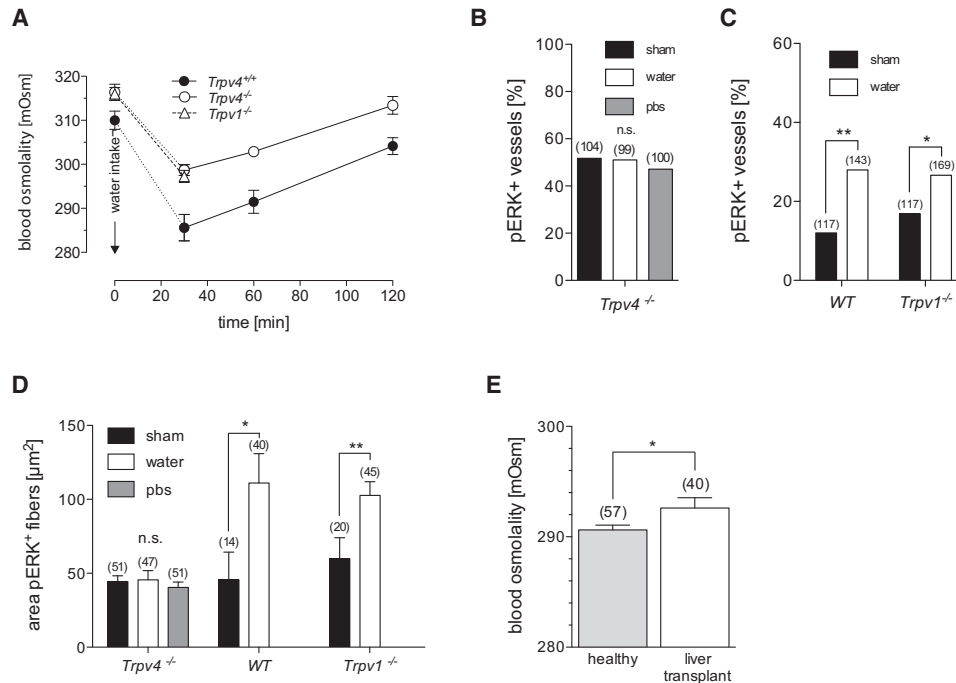 A
blood osmolality [mOsm]
320
310
300
290
280
water intake
Trpv4+/+
Trpv4-/-
Trpv1-/-
0 20 40 60 80 100 120
time [min]
B
pERK+ vessels [%]
100
80
60
40
20
0
sham
water
pbs
n.s.
(104) (99) (100)
Trpv4 -/-
C
pERK+ vessels [%]
60
40
20
0
sham
water
** *
(117) (143) (117) (169)
WT Trpv1-/-
D
area pERK+ fibers [µm2]
150
100
50
0
sham
water
pbs
n.s. * **
(51) (47) (51) (14) (40) (20) (45)
Trpv4 -/- WT Trpv1 -/-
E
blood osmolality [mOsm]
300
290
280
*
(57) (40)
healthy liver
transplant